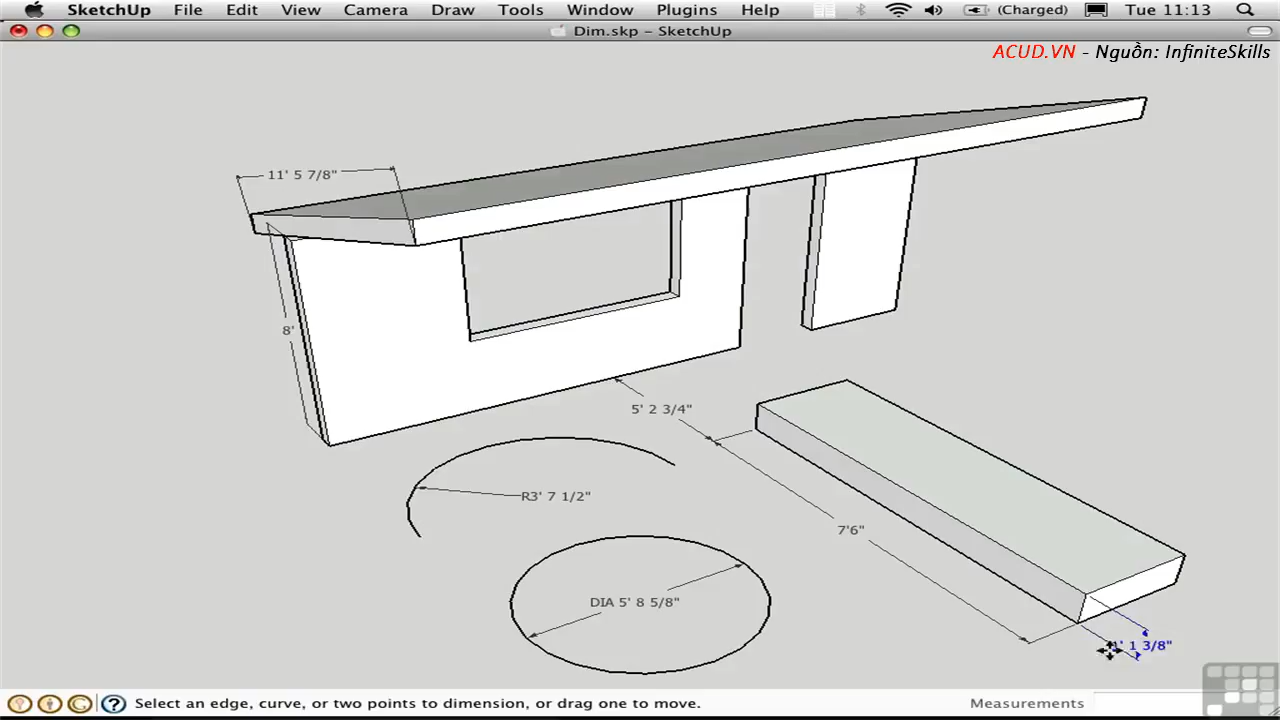 SketchUp File Edit View Camera Draw Tools Window Plugins Help (Charged) Tue 11:13
Dim.skp – SketchUp
ACUD.VN - Nguồn: InfiniteSkills
11' 5 7/8"
8'
5' 2 3/4"
R3' 7 1/2"
7'6"
DIA 5' 8 5/8"
1' 1 3/8"
Select an edge, curve, or two points to dimension, or drag one to move. Measurements